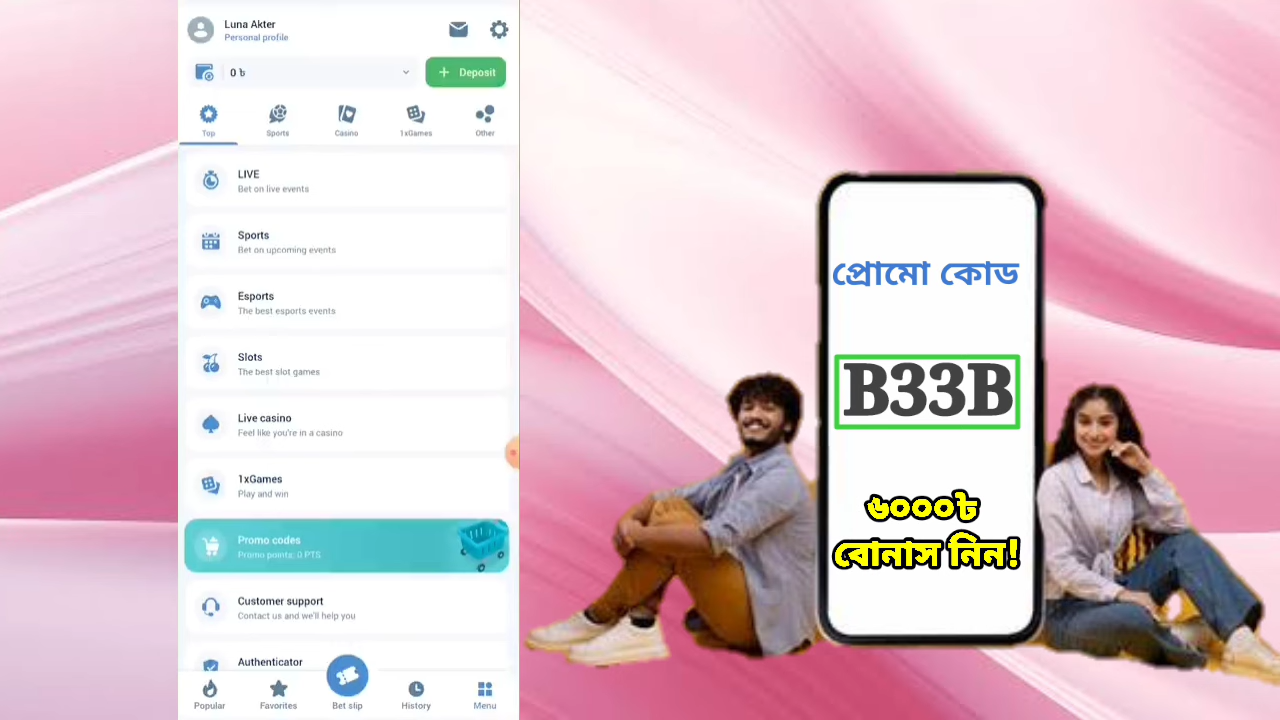 Luna Akter
Personal profile
0 ৳
Deposit
Top
Sports
Casino
1xGames
Other
LIVE
Bet on live events
Sports
Bet on upcoming events
Esports
The best esports events
Slots
The best slot games
Live casino
Feel like you're in a casino
1xGames
Play and win
Promo codes
Promo points: 0 PTS
Customer support
Contact us and we'll help you
Authenticator
Popular
Favorites
Bet slip
History
Menu
প্রোমো কোড
B33B
৬০০০৳
বোনাস নিন!